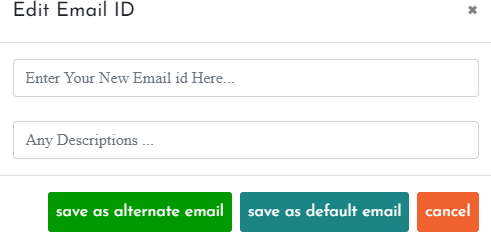 Edit Email ID
✖
Enter Your New Email id Here...
Any Descriptions ...
save as alternate email save as default email cancel